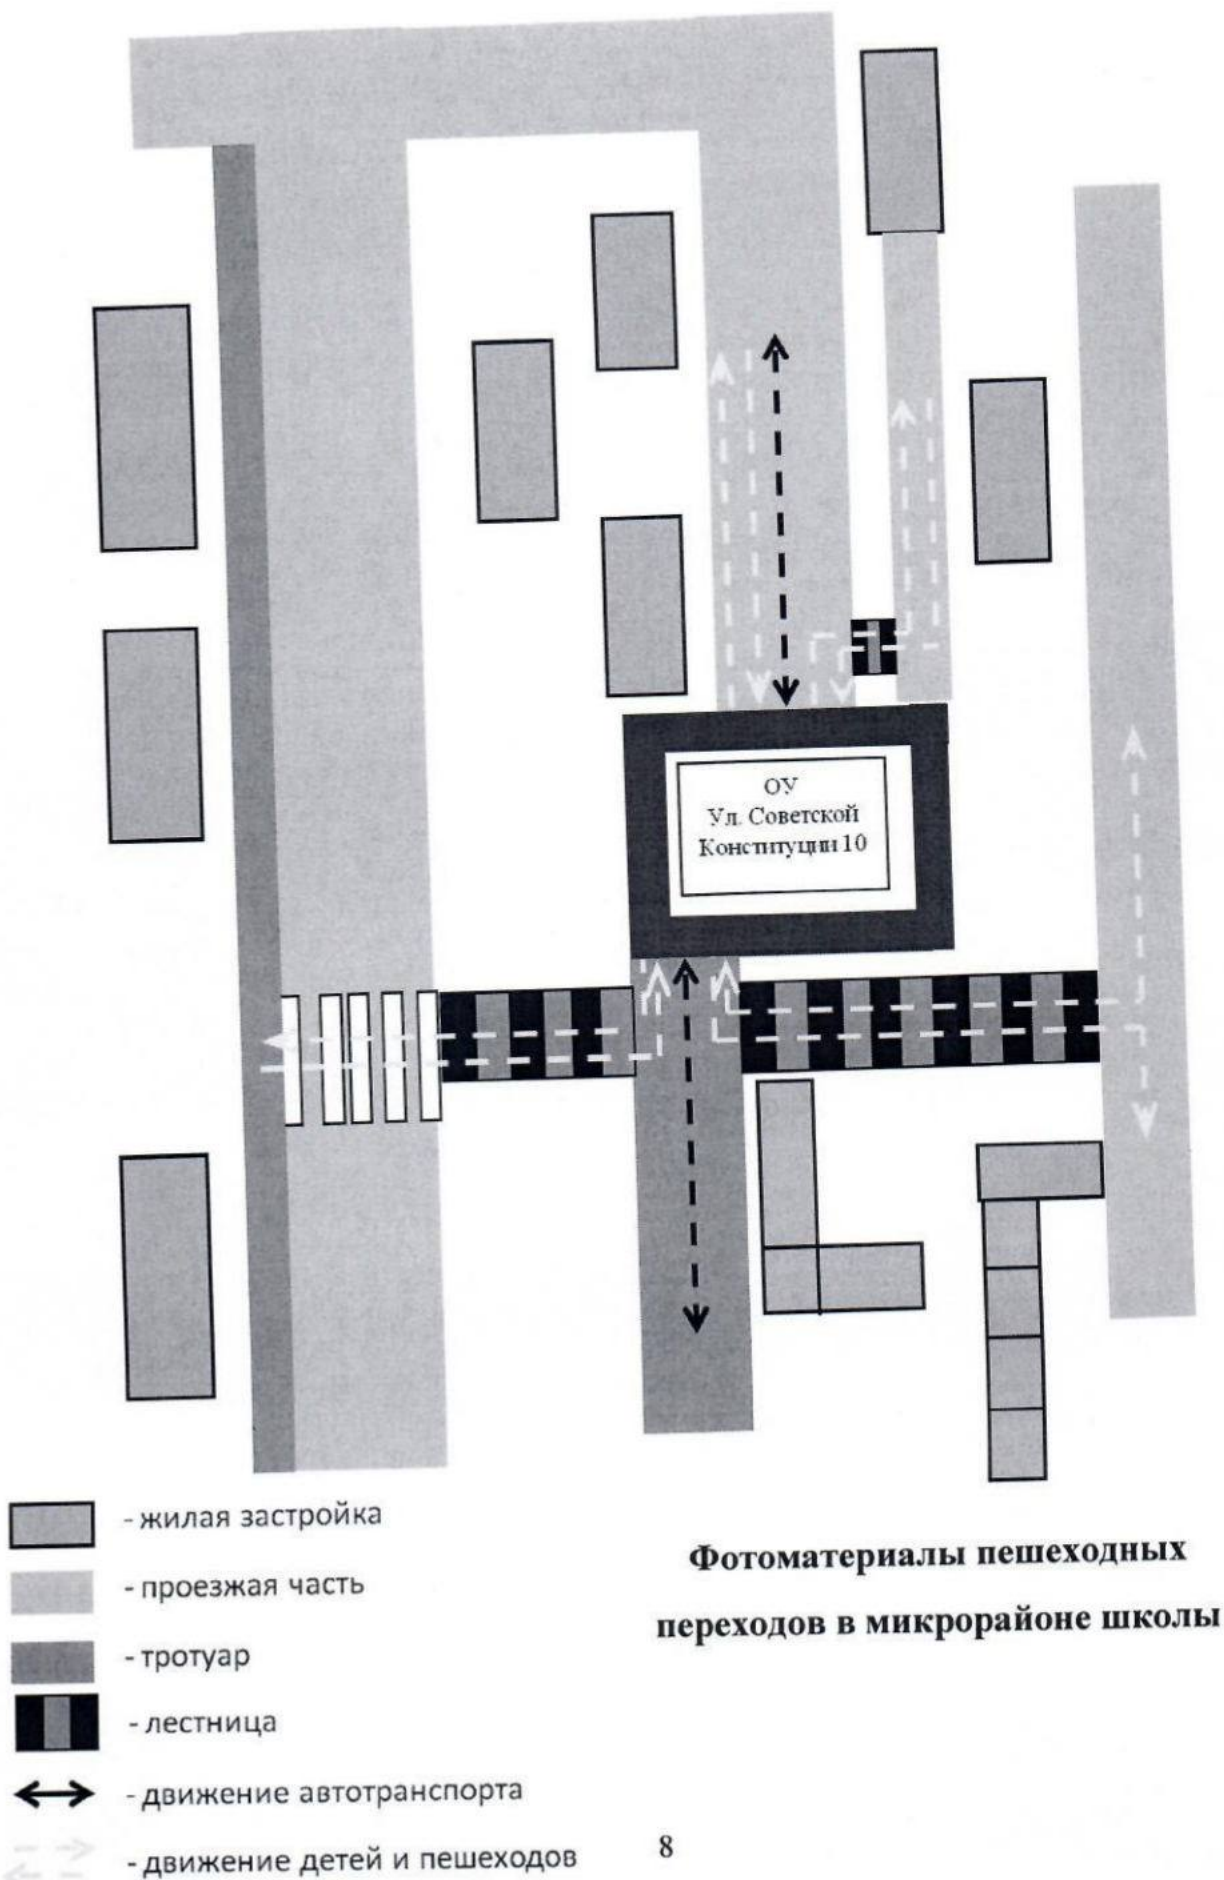 ОУ
Ул. Советской
Конституции 10
- жилая застройка
- проезжая часть
- тротуар
- лестница
- движение автотранспорта
- движение детей и пешеходов
Фотоматериалы пешеходных
переходов в микрорайоне школы
8